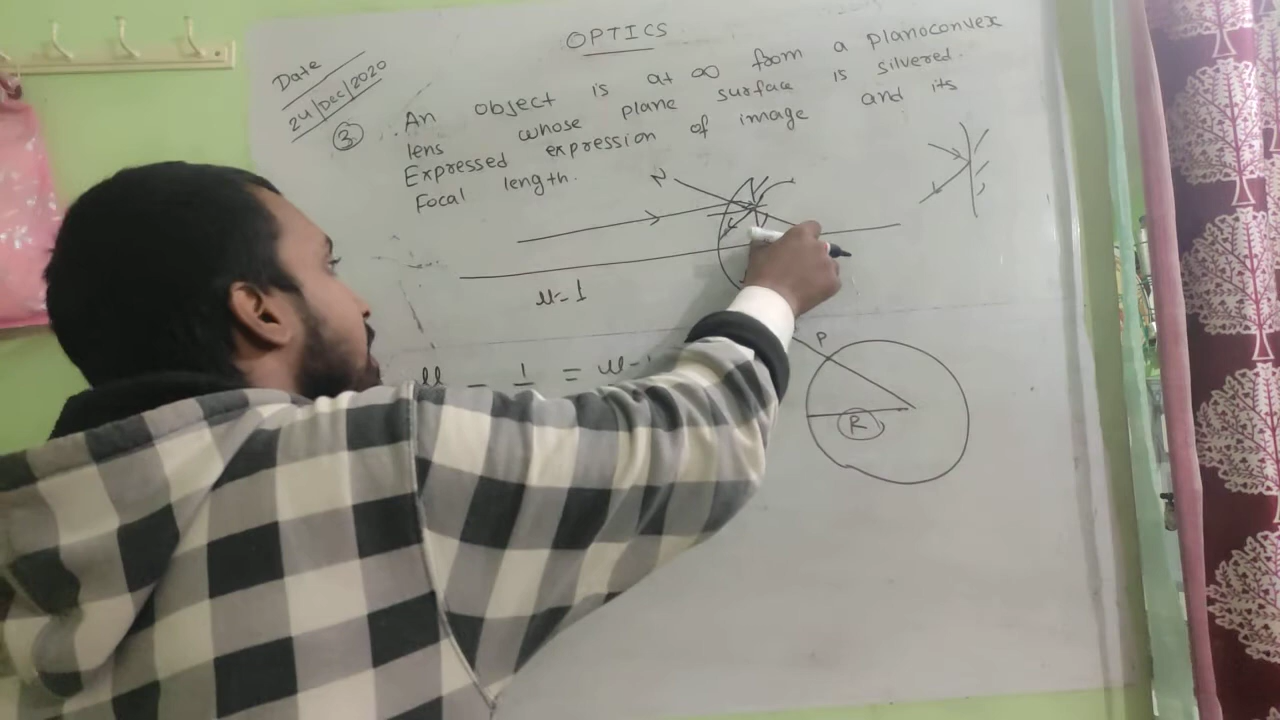 OPTICS
Date
24/Dec/2020
③ An object is at ∞ from a planoconvex
lens whose plane surface is silvered.
Expressed expression of image and its
Focal length.
N
μ=1
μ - 1 = μ-1
P
R